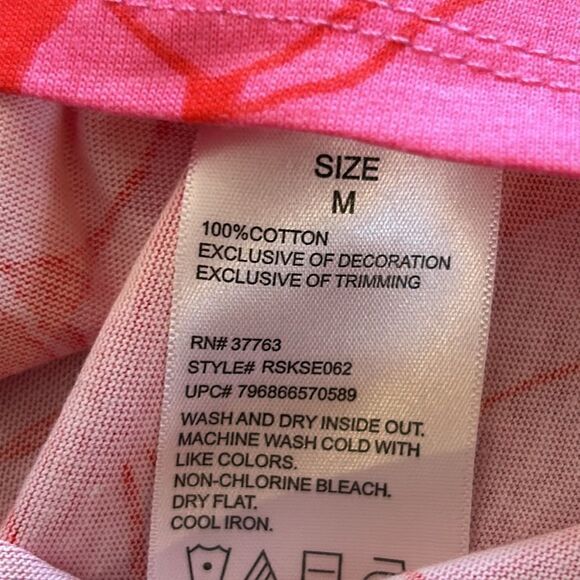 SIZE
M
100%COTTON
EXCLUSIVE OF DECORATION
EXCLUSIVE OF TRIMMING
RN# 37763
STYLE# RSKSE062
UPC# 796866570589
WASH AND DRY INSIDE OUT.
MACHINE WASH COLD WITH
LIKE COLORS.
NON-CHLORINE BLEACH.
DRY FLAT.
COOL IRON.